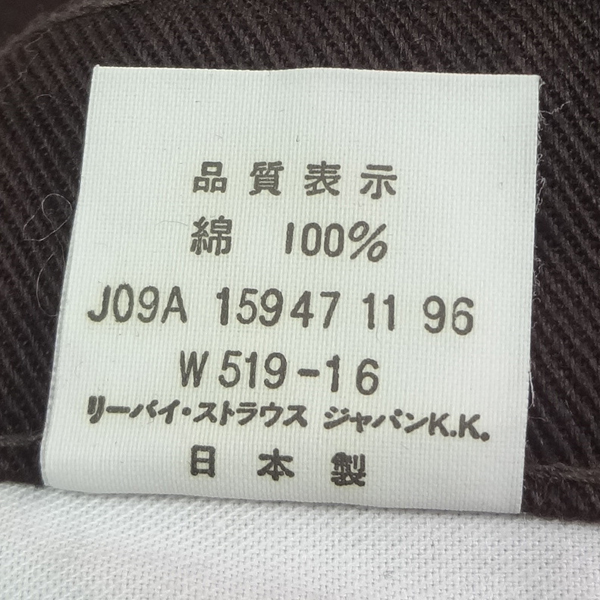 品質表示
綿 100%
J09A 15947 11 96
W519-16
リーバイ・ストラウス ジャパンK.K.
日本製